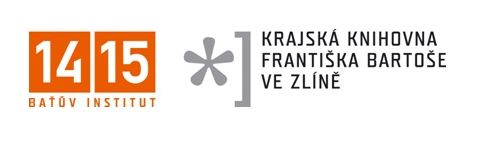 14 15
BAŤŮV INSTITUT
*]
KRAJSKÁ KNIHOVNA
FRANTIŠKA BARTOŠE
VE ZLÍNĚ